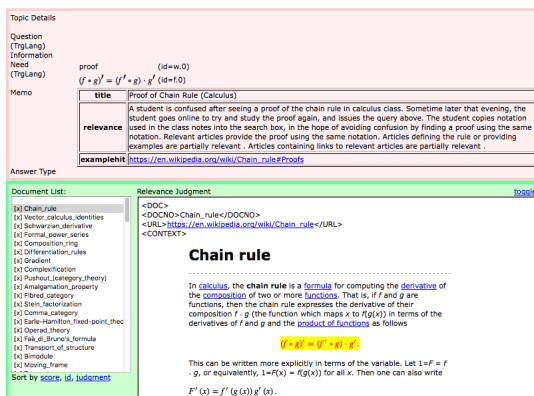 Topic Details
Question
(TrgLang)
Information
Need
(TrgLang)
proof (id=w.0)
(f ∘ g)′ = (f′ ∘ g) · g′ (id=f.0)
Memo
title Proof of Chain Rule (Calculus)
relevance
A student is confused after seeing a proof of the chain rule in calculus class. Sometime later that evening, the
student goes online to try and study the proof again, and issues the query above. The student copies notation
used in the class notes into the search box, in the hope of avoiding confusion by finding a proof using the same
notation. Relevant articles provide the proof using the same notation. Articles defining the rule or providing
examples are partially relevant . Articles containing links to relevant articles are partially relevant .
examplehit https://en.wikipedia.org/wiki/Chain_rule#Proofs
Answer Type
Document List:
[x] Chain_rule
[x] Vector_calculus_identities
[x] Schwarzian_derivative
[x] Formal_power_series
[x] Composition_ring
[x] Differentiation_rules
[x] Gradient
[x] Complexification
[x] Pushout_(category_theory)
[x] Amalgamation_property
[x] Fibred_category
[x] Stein_factorization
[x] Comma_category
[x] Earle-Hamilton_fixed-point_theo
[x] Operad_theory
[x] Faà_di_Bruno's_formula
[x] Transport_of_structure
[x] Bimodule
[x] Moving_frame
Sort by score, id, judgment
Relevance Judgment toggle
<DOC>
<DOCNO>Chain_rule</DOCNO>
<URL>https://en.wikipedia.org/wiki/Chain_rule</URL>
<CONTEXT>
Chain rule
In calculus, the chain rule is a formula for computing the derivative of
the composition of two or more functions. That is, if f and g are
functions, then the chain rule expresses the derivative of their
composition f ∘ g (the function which maps x to f(g(x)) in terms of the
derivatives of f and g and the product of functions as follows
(f ∘ g)′ = (f′ ∘ g) · g′.
This can be written more explicitly in terms of the variable. Let 1=F = f
∘ g, or equivalently, 1=F(x) = f(g(x)) for all x. Then one can also write
F′ (x) = f′ (g (x)) g′ (x) .